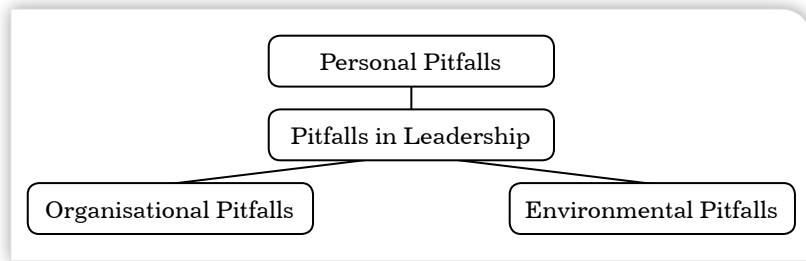 Personal Pitfalls
Pitfalls in Leadership
Organisational Pitfalls
Environmental Pitfalls